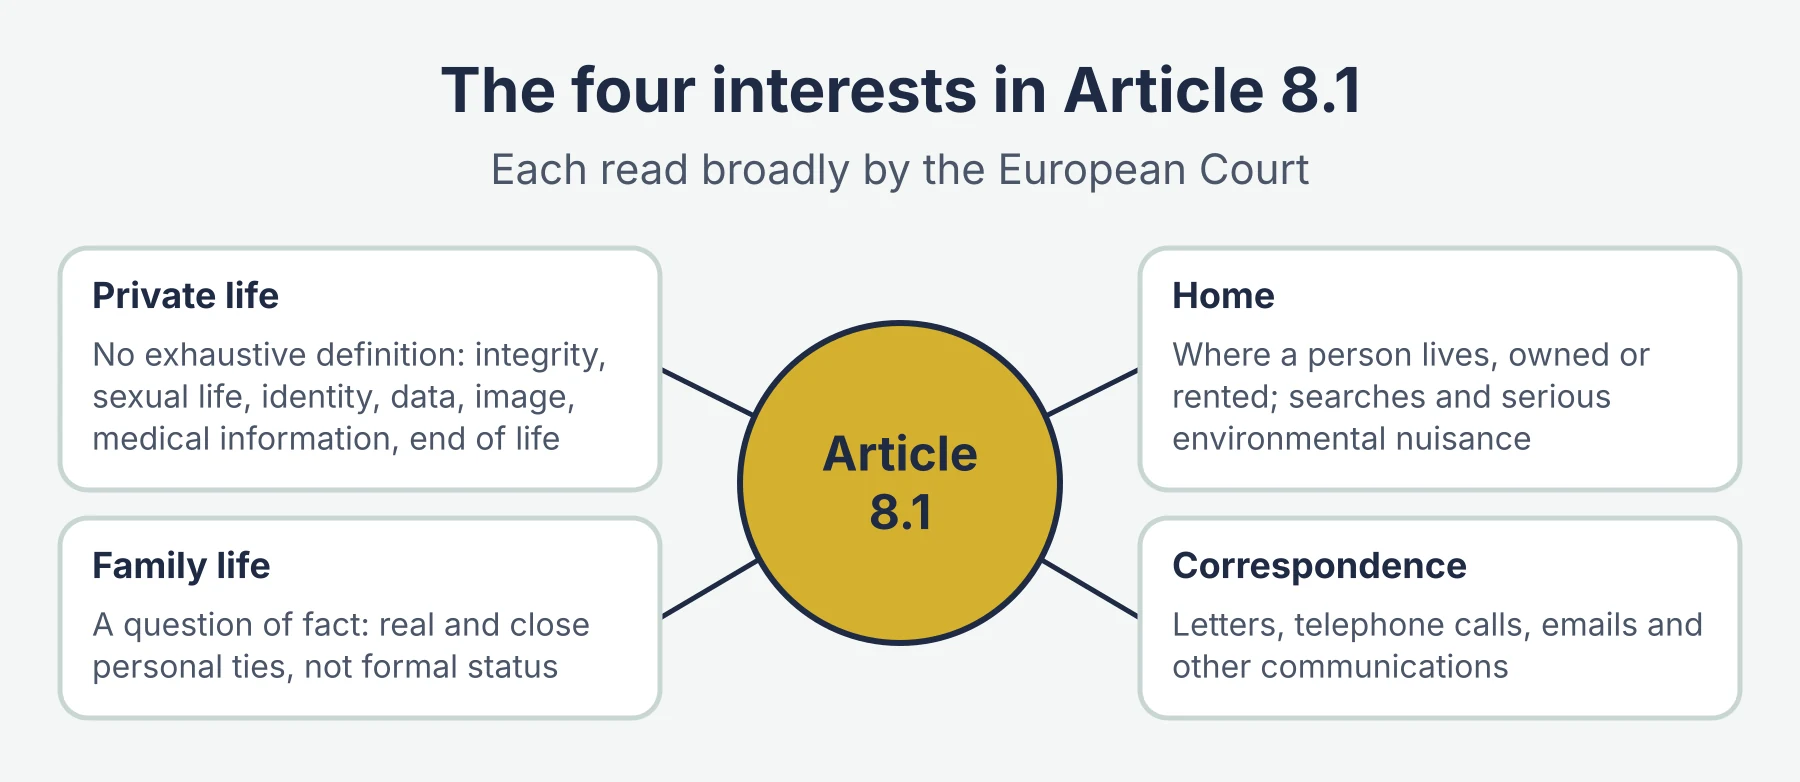 The four interests in Article 8.1
Each read broadly by the European Court
Private life
No exhaustive definition: integrity,
sexual life, identity, data, image,
medical information, end of life
Family life
A question of fact: real and close
personal ties, not formal status
Article
8.1
Home
Where a person lives, owned or
rented; searches and serious
environmental nuisance
Correspondence
Letters, telephone calls, emails and
other communications